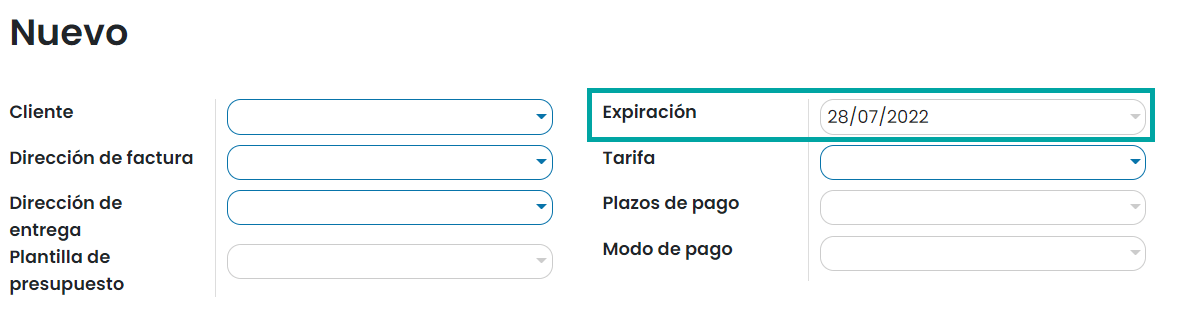 Nuevo
Cliente
Dirección de factura
Dirección de
entrega
Plantilla de
presupuesto
Expiración 28/07/2022
Tarifa
Plazos de pago
Modo de pago